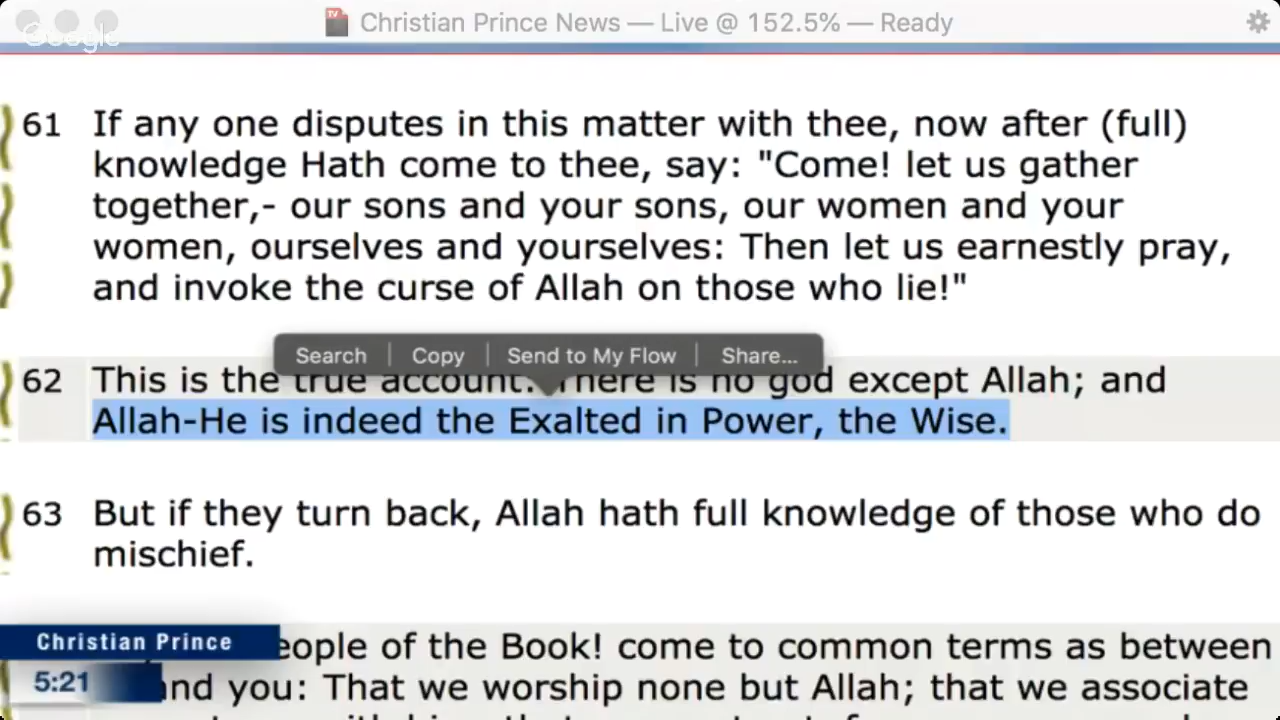 Google
Christian Prince News — Live @ 152.5% — Ready
61 If any one disputes in this matter with thee, now after (full)
knowledge Hath come to thee, say: "Come! let us gather
together,- our sons and your sons, our women and your
women, ourselves and yourselves: Then let us earnestly pray,
and invoke the curse of Allah on those who lie!"
Search Copy Send to My Flow Share...
62 This is the true account: There is no god except Allah; and
Allah-He is indeed the Exalted in Power, the Wise.
63 But if they turn back, Allah hath full knowledge of those who do
mischief.
Christian Prince
eople of the Book! come to common terms as between
5:21
and you: That we worship none but Allah; that we associate